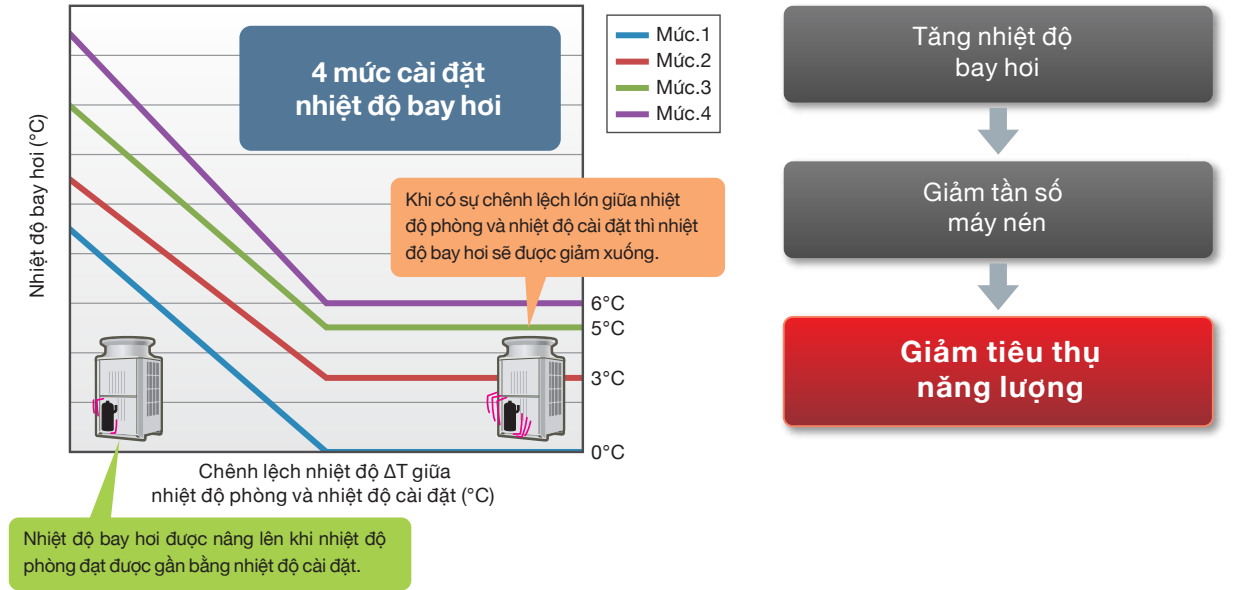 4 mức cài đặt
nhiệt độ bay hơi
Mức.1
Mức.2
Mức.3
Mức.4
Nhiệt độ bay hơi (°C)
Khi có sự chênh lệch lớn giữa nhiệt
độ phòng và nhiệt độ cài đặt thì nhiệt
độ bay hơi sẽ được giảm xuống.
6°C
5°C
3°C
0°C
Chênh lệch nhiệt độ ΔT giữa
nhiệt độ phòng và nhiệt độ cài đặt (°C)
Nhiệt độ bay hơi được nâng lên khi nhiệt độ
phòng đạt được gần bằng nhiệt độ cài đặt.
Tăng nhiệt độ
bay hơi
Giảm tần số
máy nén
Giảm tiêu thụ
năng lượng